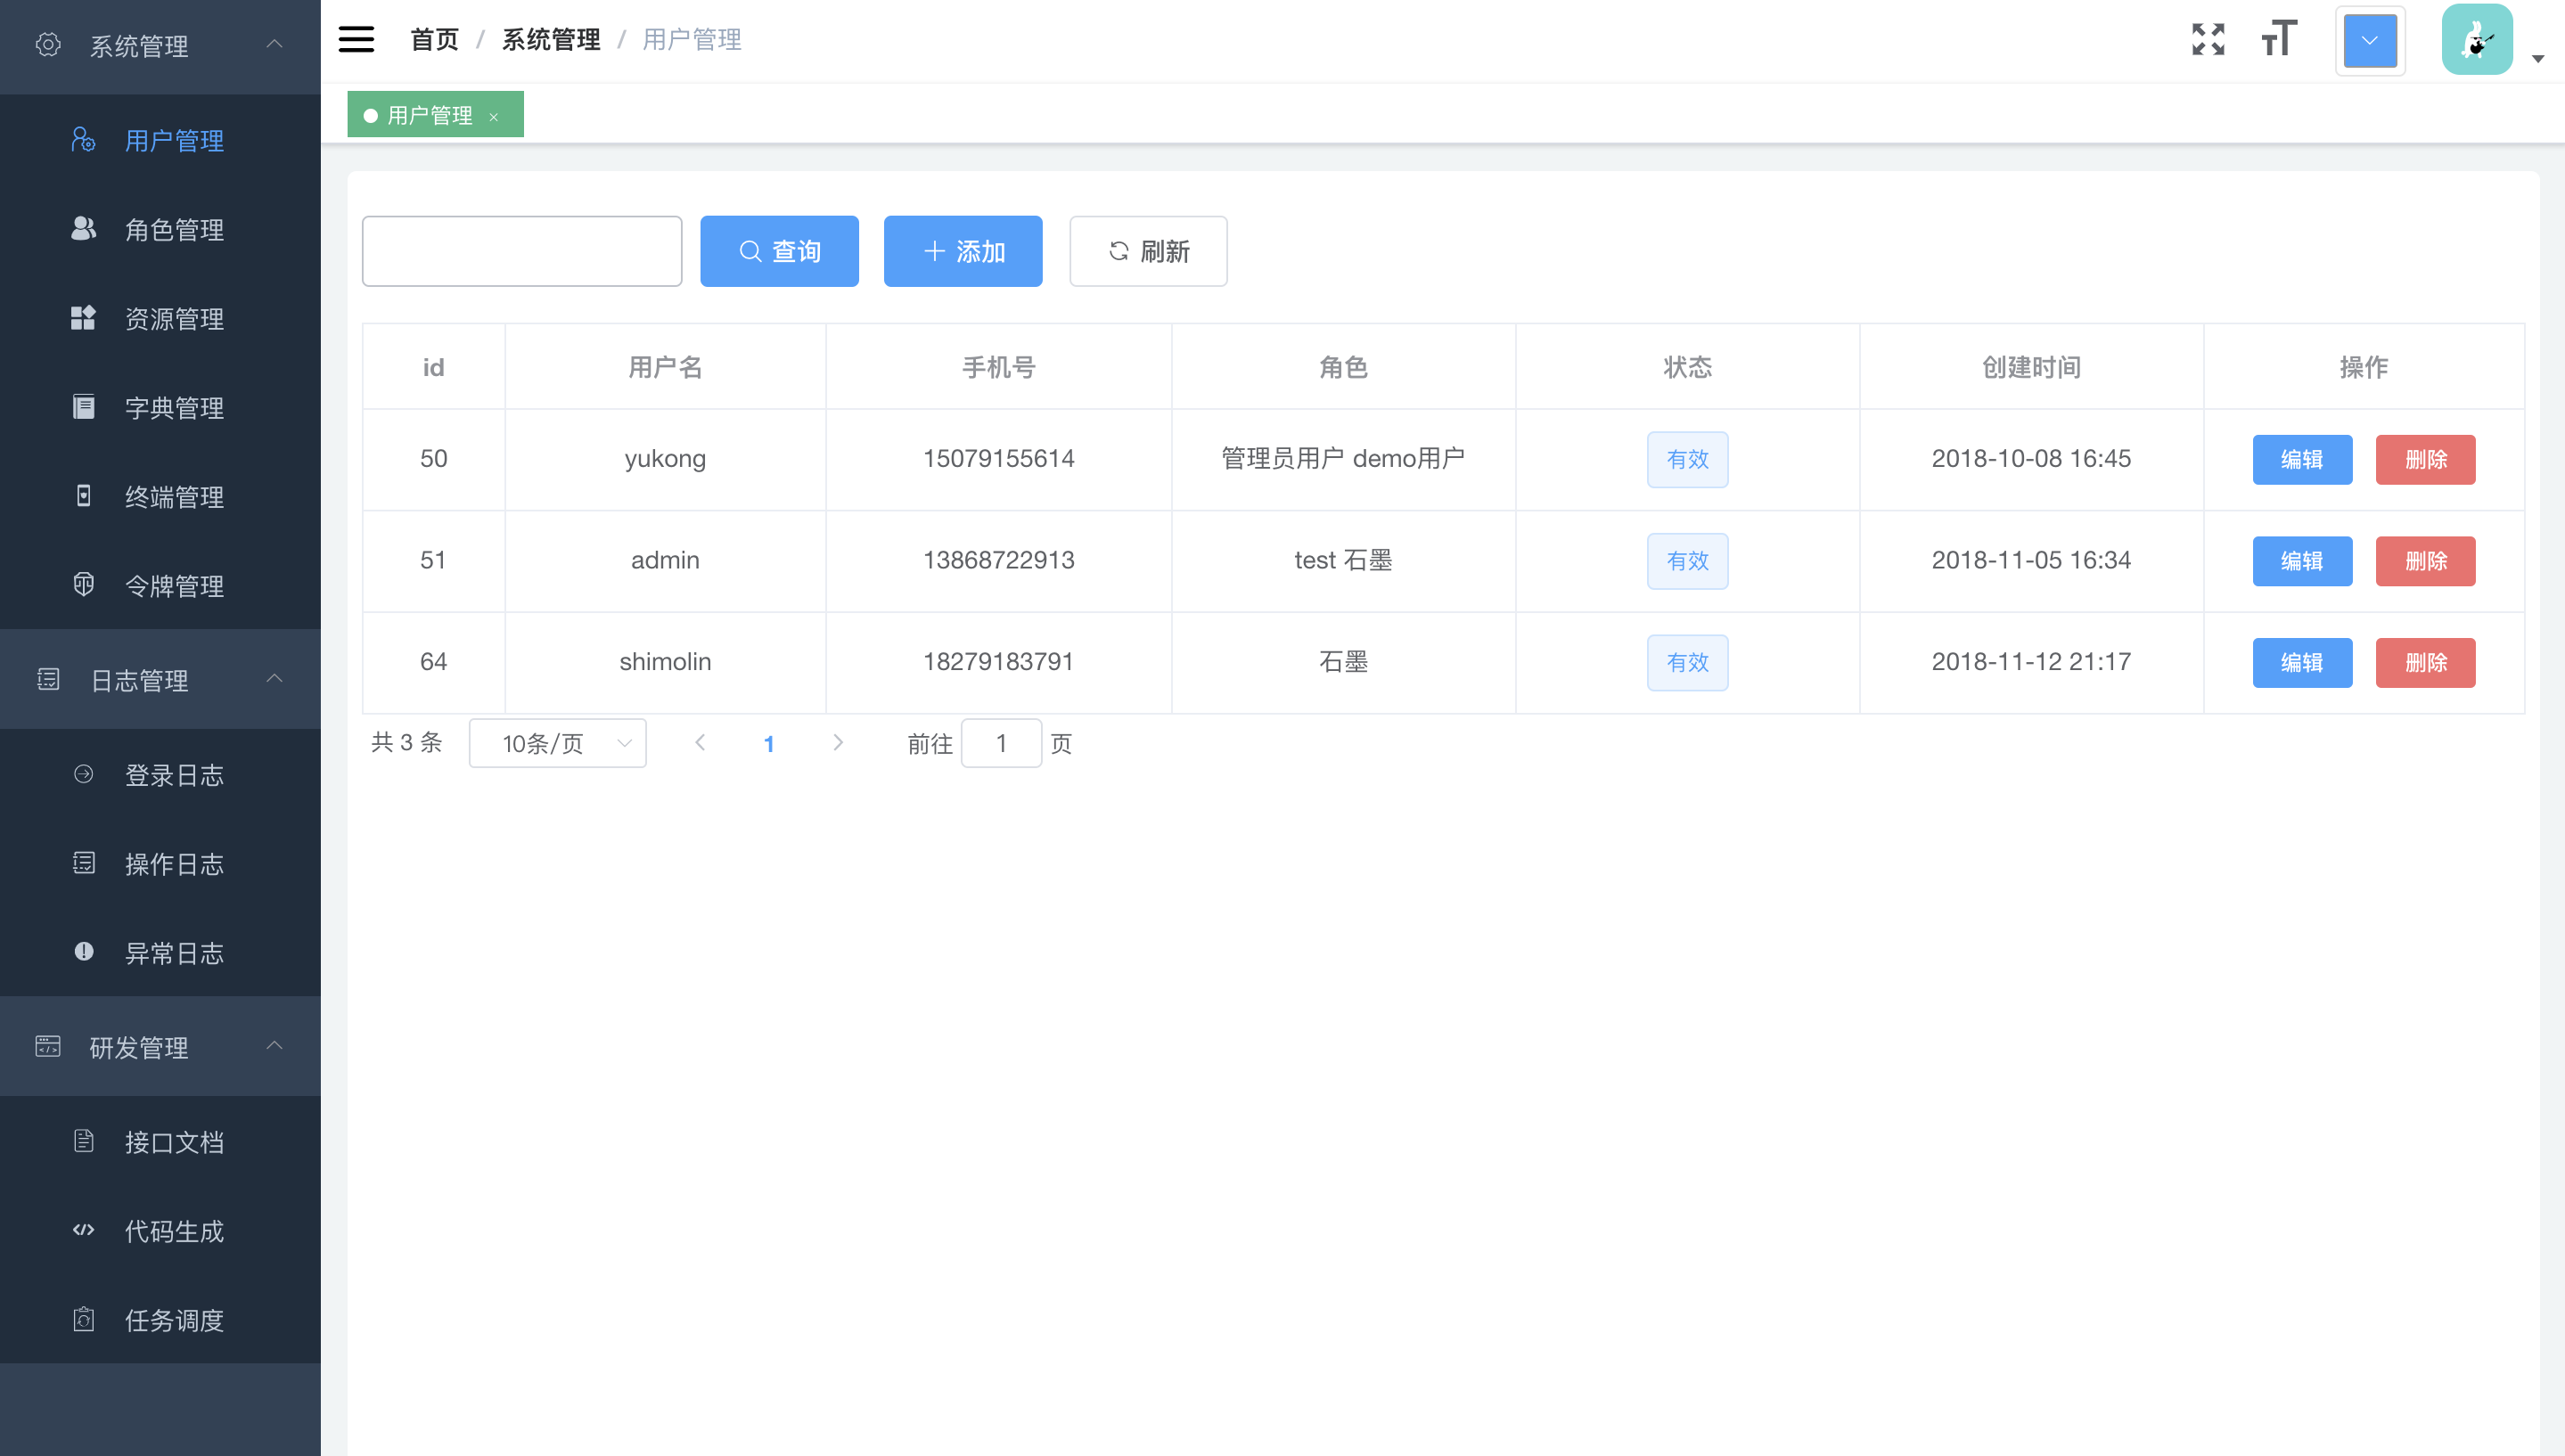 系统管理
用户管理
角色管理
资源管理
字典管理
终端管理
令牌管理
日志管理
登录日志
操作日志
异常日志
研发管理
接口文档
代码生成
任务调度
首页 / 系统管理 / 用户管理
用户管理 ×
查询 添加 刷新
id 用户名 手机号 角色 状态 创建时间 操作
50 yukong 15079155614 管理员用户 demo用户 有效 2018-10-08 16:45 编辑 删除
51 admin 13868722913 test 石墨 有效 2018-11-05 16:34 编辑 删除
64 shimolin 18279183791 石墨 有效 2018-11-12 21:17 编辑 删除
共 3 条 10条/页 1 前往 1 页